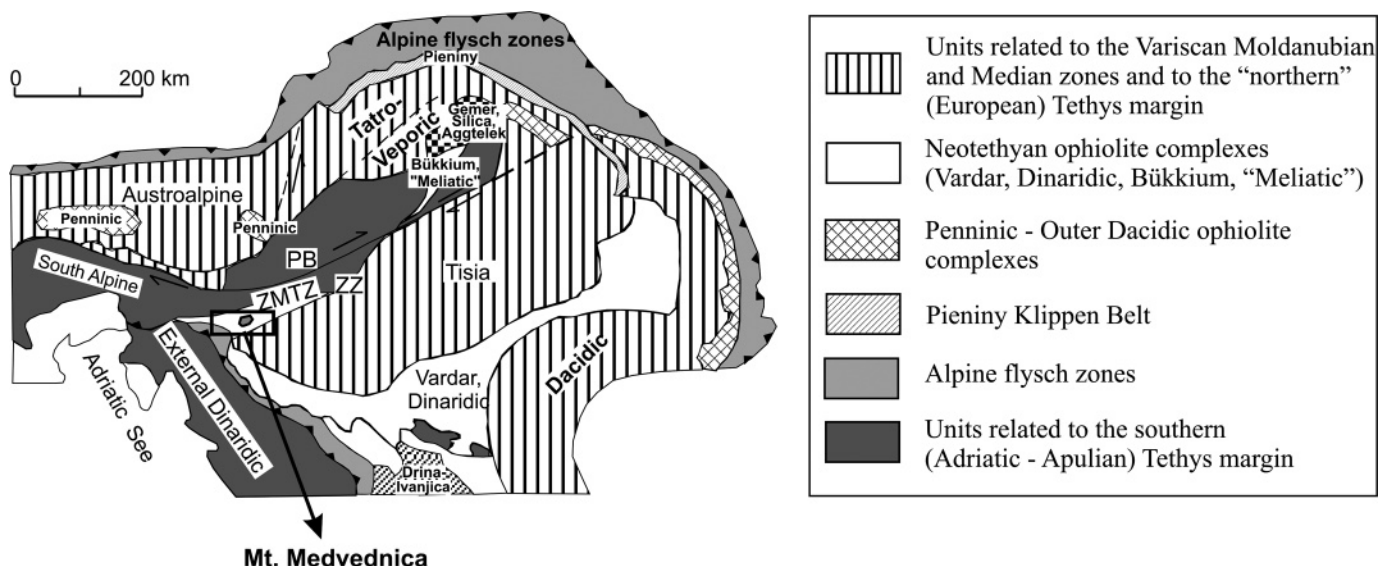 Alpine flysch zones
Pieniny
0 200 km
Tatro-
Veporic
Gemer,
Silica,
Aggtelek
Bükkium,
"Meliatic"
Austroalpine
Penninic
Penninic
South Alpine
PB
ZMTZ ZZ
Tisia
External Dinaridic
Adriatic See
Vardar,
Dinaridic
Dacidic
Drina-
Ivanjica
Mt. Medvednica
Units related to the Variscan Moldanubian
and Median zones and to the “northern”
(European) Tethys margin
Neotethyan ophiolite complexes
(Vardar, Dinaridic, Bükkium, “Meliatic”)
Penninic - Outer Dacidic ophiolite
complexes
Pieniny Klippen Belt
Alpine flysch zones
Units related to the southern
(Adriatic - Apulian) Tethys margin